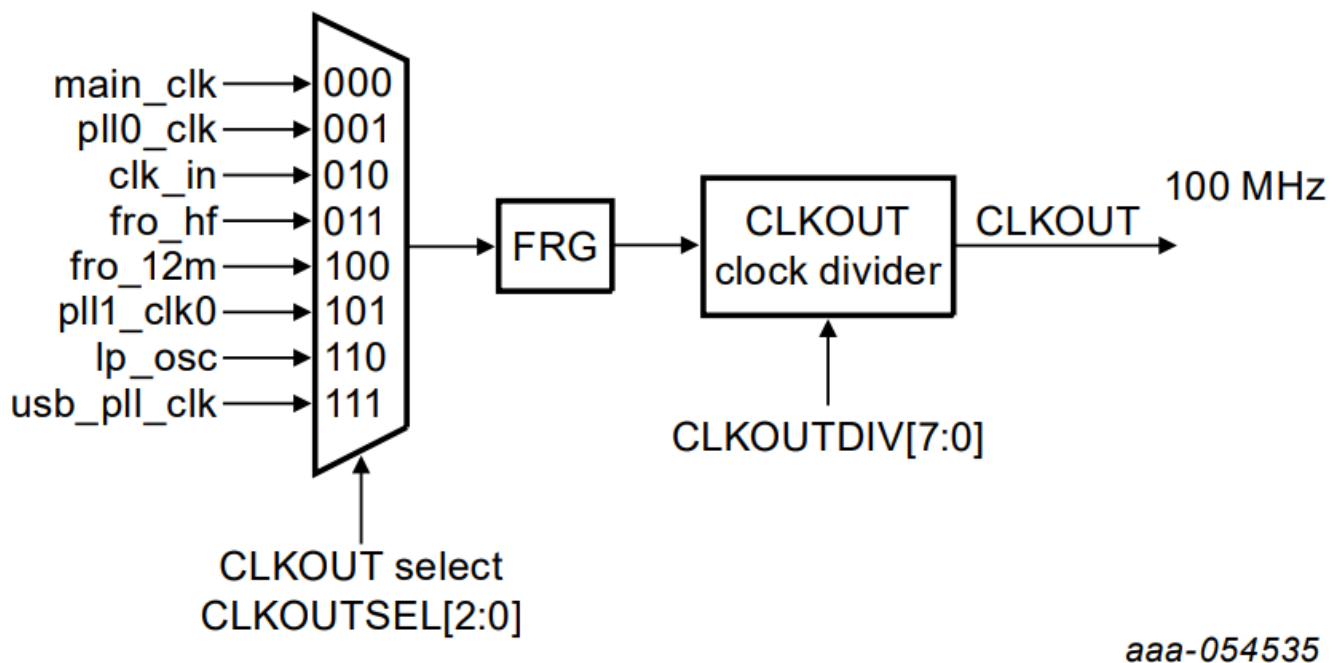 main_clk 000
pll0_clk 001
clk_in 010
fro_hf 011
fro_12m 100
pll1_clk0 101
lp_osc 110
usb_pll_clk 111
CLKOUT select
CLKOUTSEL[2:0]
FRG
CLKOUT
clock divider
CLKOUTDIV[7:0]
CLKOUT
100 MHz
aaa-054535